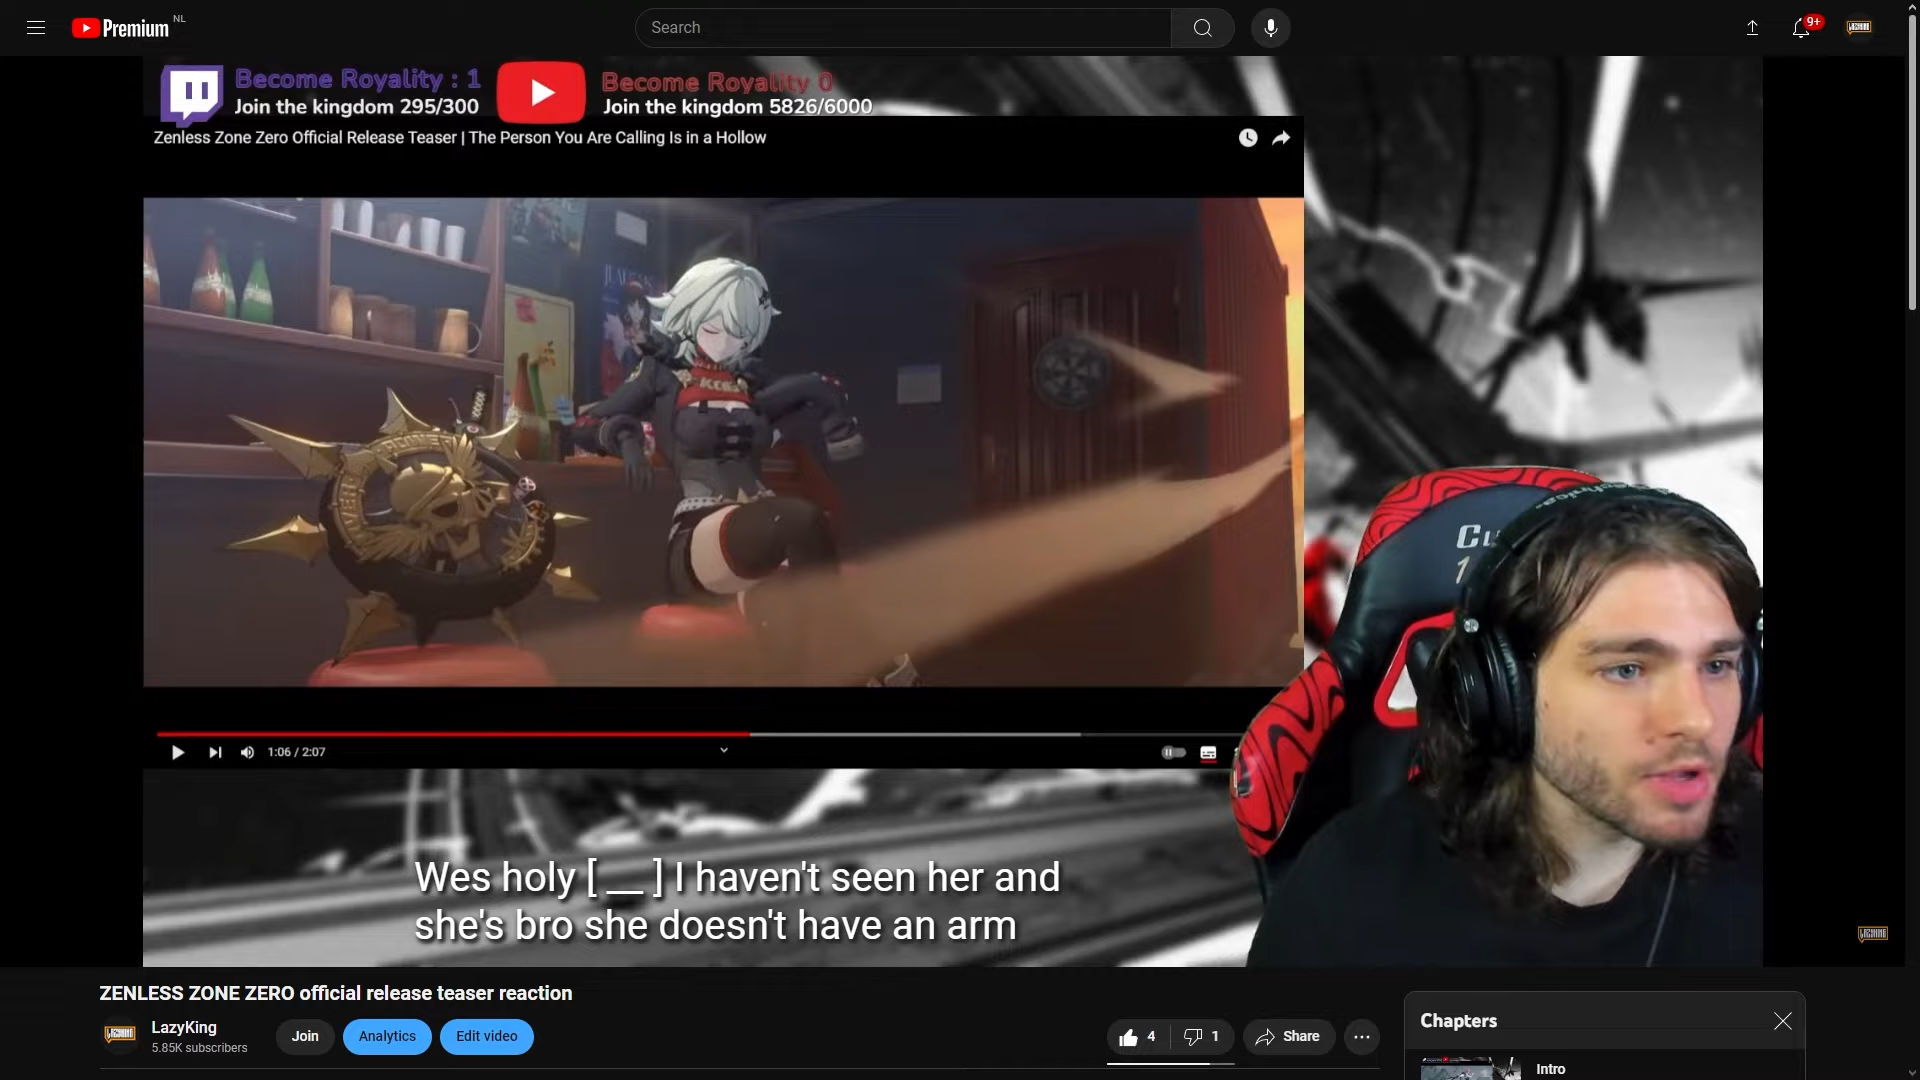 Premium NL
Search
9+
Become Royality : 1
Join the kingdom 295/300
Become Royality 0
Join the kingdom 5826/6000
Zenless Zone Zero Official Release Teaser | The Person You Are Calling Is in a Hollow
1:06 / 2:07
Wes holy [ __ ] I haven't seen her and
she's bro she doesn't have an arm
ZENLESS ZONE ZERO official release teaser reaction
LazyKing
5.85K subscribers
Join
Analytics
Edit video
4
1
Share
Chapters
Intro